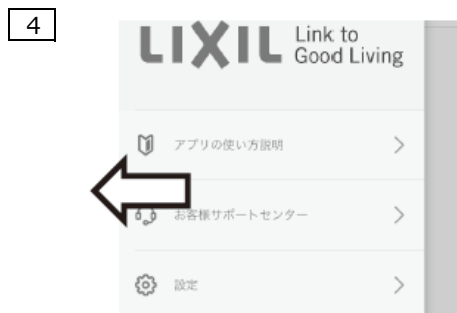 4
LIXIL
Link to
Good Living
アプリの使い方説明
お客様サポートセンター
設定